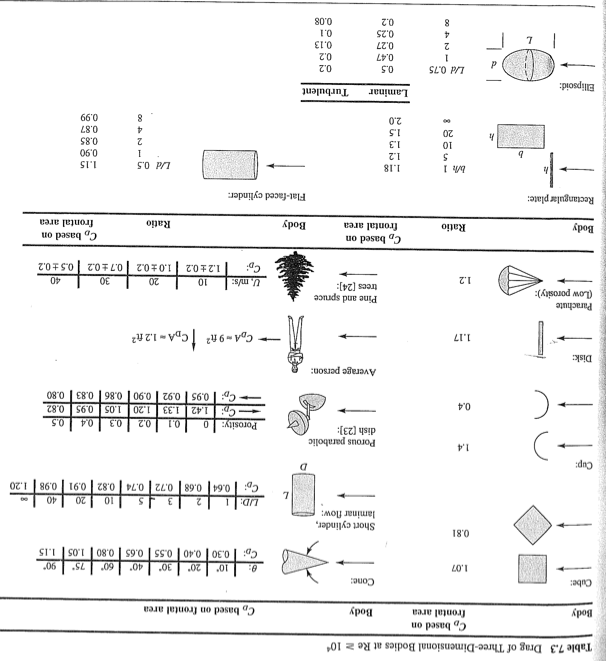 Table 7.3 Drag of Three-Dimensional Bodies at Re ≳ 10⁴
Body C_D based on frontal area Body C_D based on frontal area
Cube: 1.07
0.81
Cone:
θ: 10° 20° 30° 40° 60° 75° 90°
C_D: 0.30 0.40 0.55 0.65 0.80 1.05 1.15
Short cylinder,
laminar flow:
L
D
L/D: 1 2 3 5 10 20 40 ∞
C_D: 0.64 0.68 0.72 0.74 0.82 0.91 0.98 1.20
Cup:
1.4
0.4
Porous parabolic
dish [23]:
Porosity: 0 0.1 0.2 0.3 0.4 0.5
→ C_D: 1.42 1.33 1.20 1.05 0.95 0.82
← C_D: 0.95 0.92 0.90 0.86 0.83 0.80
Disk:
1.17
Average person:
C_D A ≈ 9 ft²
C_D A ≈ 1.2 ft²
Parachute
(Low porosity):
1.2
Pine and spruce
trees [24]:
U, m/s: 10 20 30 40
C_D: 1.2 ± 0.2 1.0 ± 0.2 0.7 ± 0.2 0.5 ± 0.2
Body Ratio C_D based on frontal area Body Ratio C_D based on frontal area
Rectangular plate:
h
b
h
b/h 1 1.18
5 1.2
10 1.3
20 1.5
∞ 2.0
Flat-faced cylinder:
L/d 0.5 1.15
1 0.90
2 0.85
4 0.87
8 0.99
Ellipsoid:
d
L
Laminar Turbulent
L/d 0.75 0.5 0.2
1 0.47 0.2
2 0.27 0.13
4 0.25 0.1
8 0.2 0.08